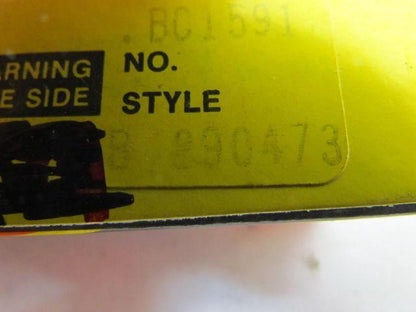 .BC1591
ARNING NO.
E SIDE STYLE
B 890473